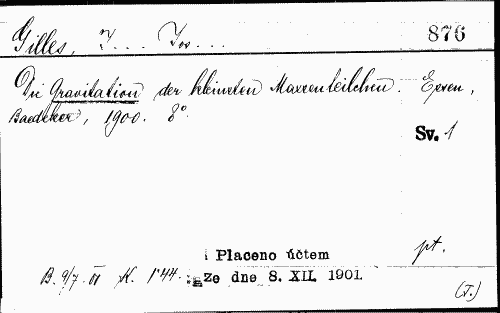 Gilles, J... Jos... 876
Die Gravitation der kleinsten Massenteilchen. Essen,
Baedeker, 1900. 8°.
Sv. 1
pt.
Placeno účtem
B. 9/7. 01 K. 1·44. ze dne 8. XII. 1901.
(J.)